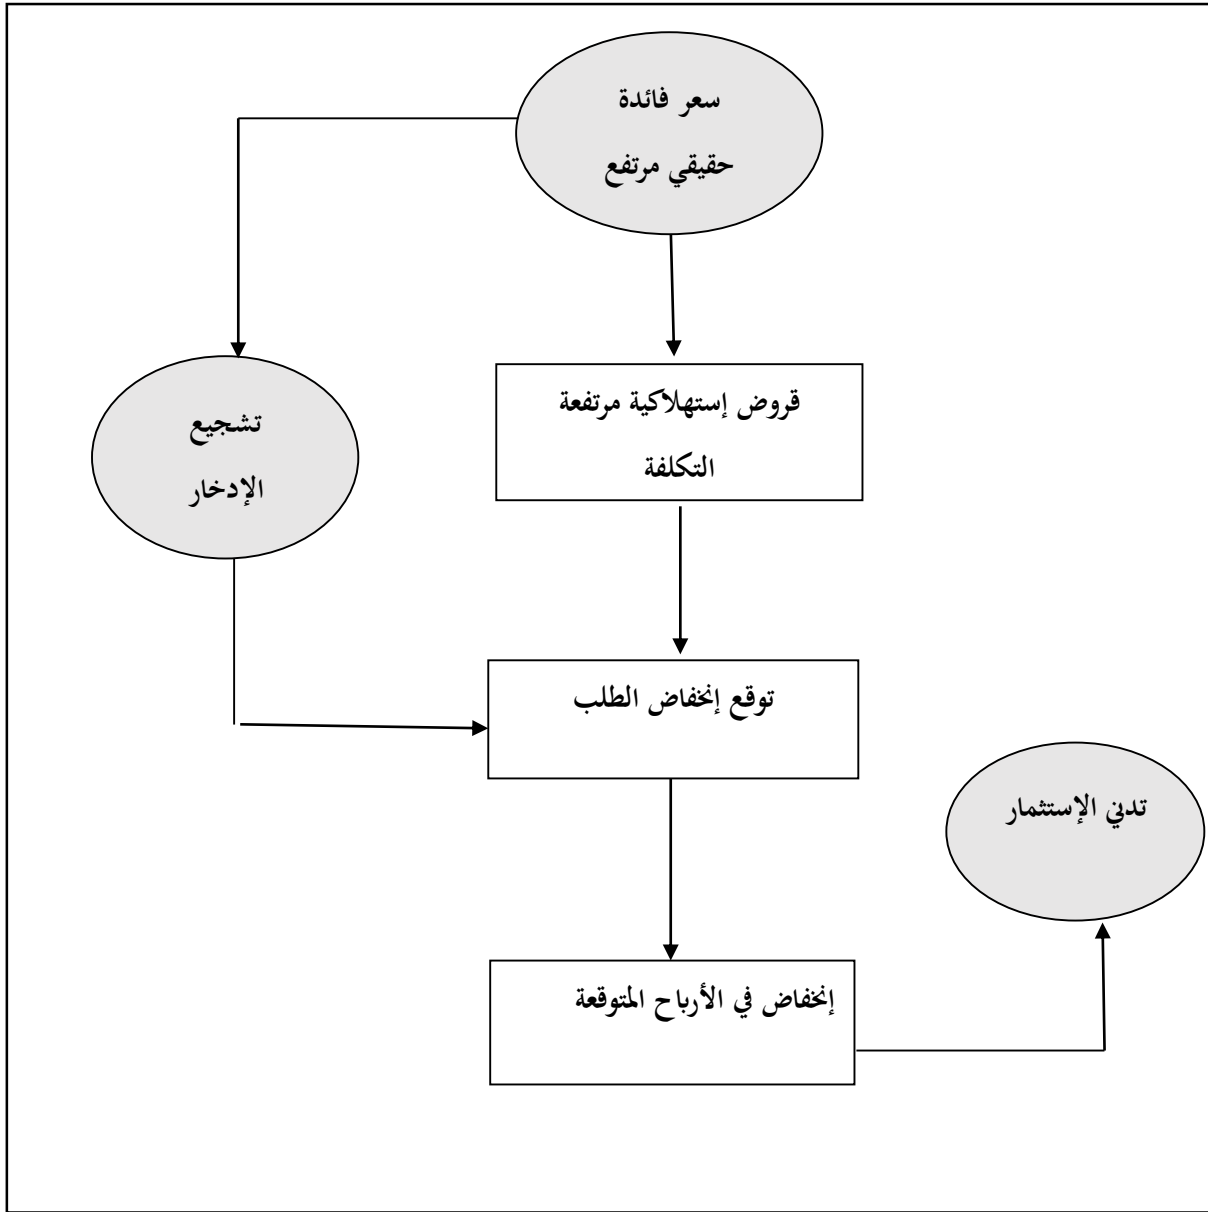 سعر فائدة
حقيقي مرتفع
قروض إستهلاكية مرتفعة
التكلفة
تشجيع
الإدخار
توقع إنخفاض الطلب
تدني الإستثمار
إنخفاض في الأرباح المتوقعة